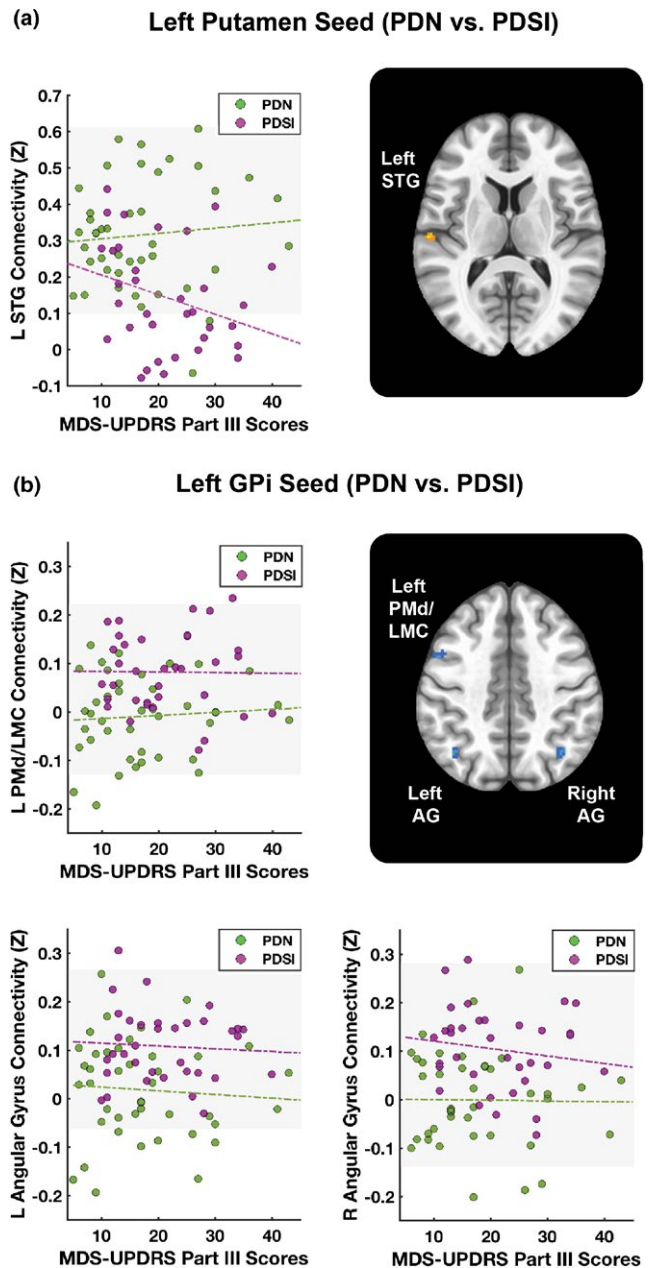 (a)
Left Putamen Seed (PDN vs. PDSI)
L STG Connectivity (Z)
0.7
0.6
0.5
0.4
0.3
0.2
0.1
0
-0.1
PDN
PDSI
10 20 30 40
MDS-UPDRS Part III Scores
Left
STG
(b)
Left GPi Seed (PDN vs. PDSI)
L PMd/LMC Connectivity (Z)
0.3
0.2
0.1
0
-0.1
-0.2
PDN
PDSI
10 20 30 40
MDS-UPDRS Part III Scores
Left
PMd/
LMC
Left
AG
Right
AG
L Angular Gyrus Connectivity (Z)
0.3
0.2
0.1
0
-0.1
-0.2
PDN
PDSI
10 20 30 40
MDS-UPDRS Part III Scores
R Angular Gyrus Connectivity (Z)
0.3
0.2
0.1
0
-0.1
-0.2
PDN
PDSI
10 20 30 40
MDS-UPDRS Part III Scores